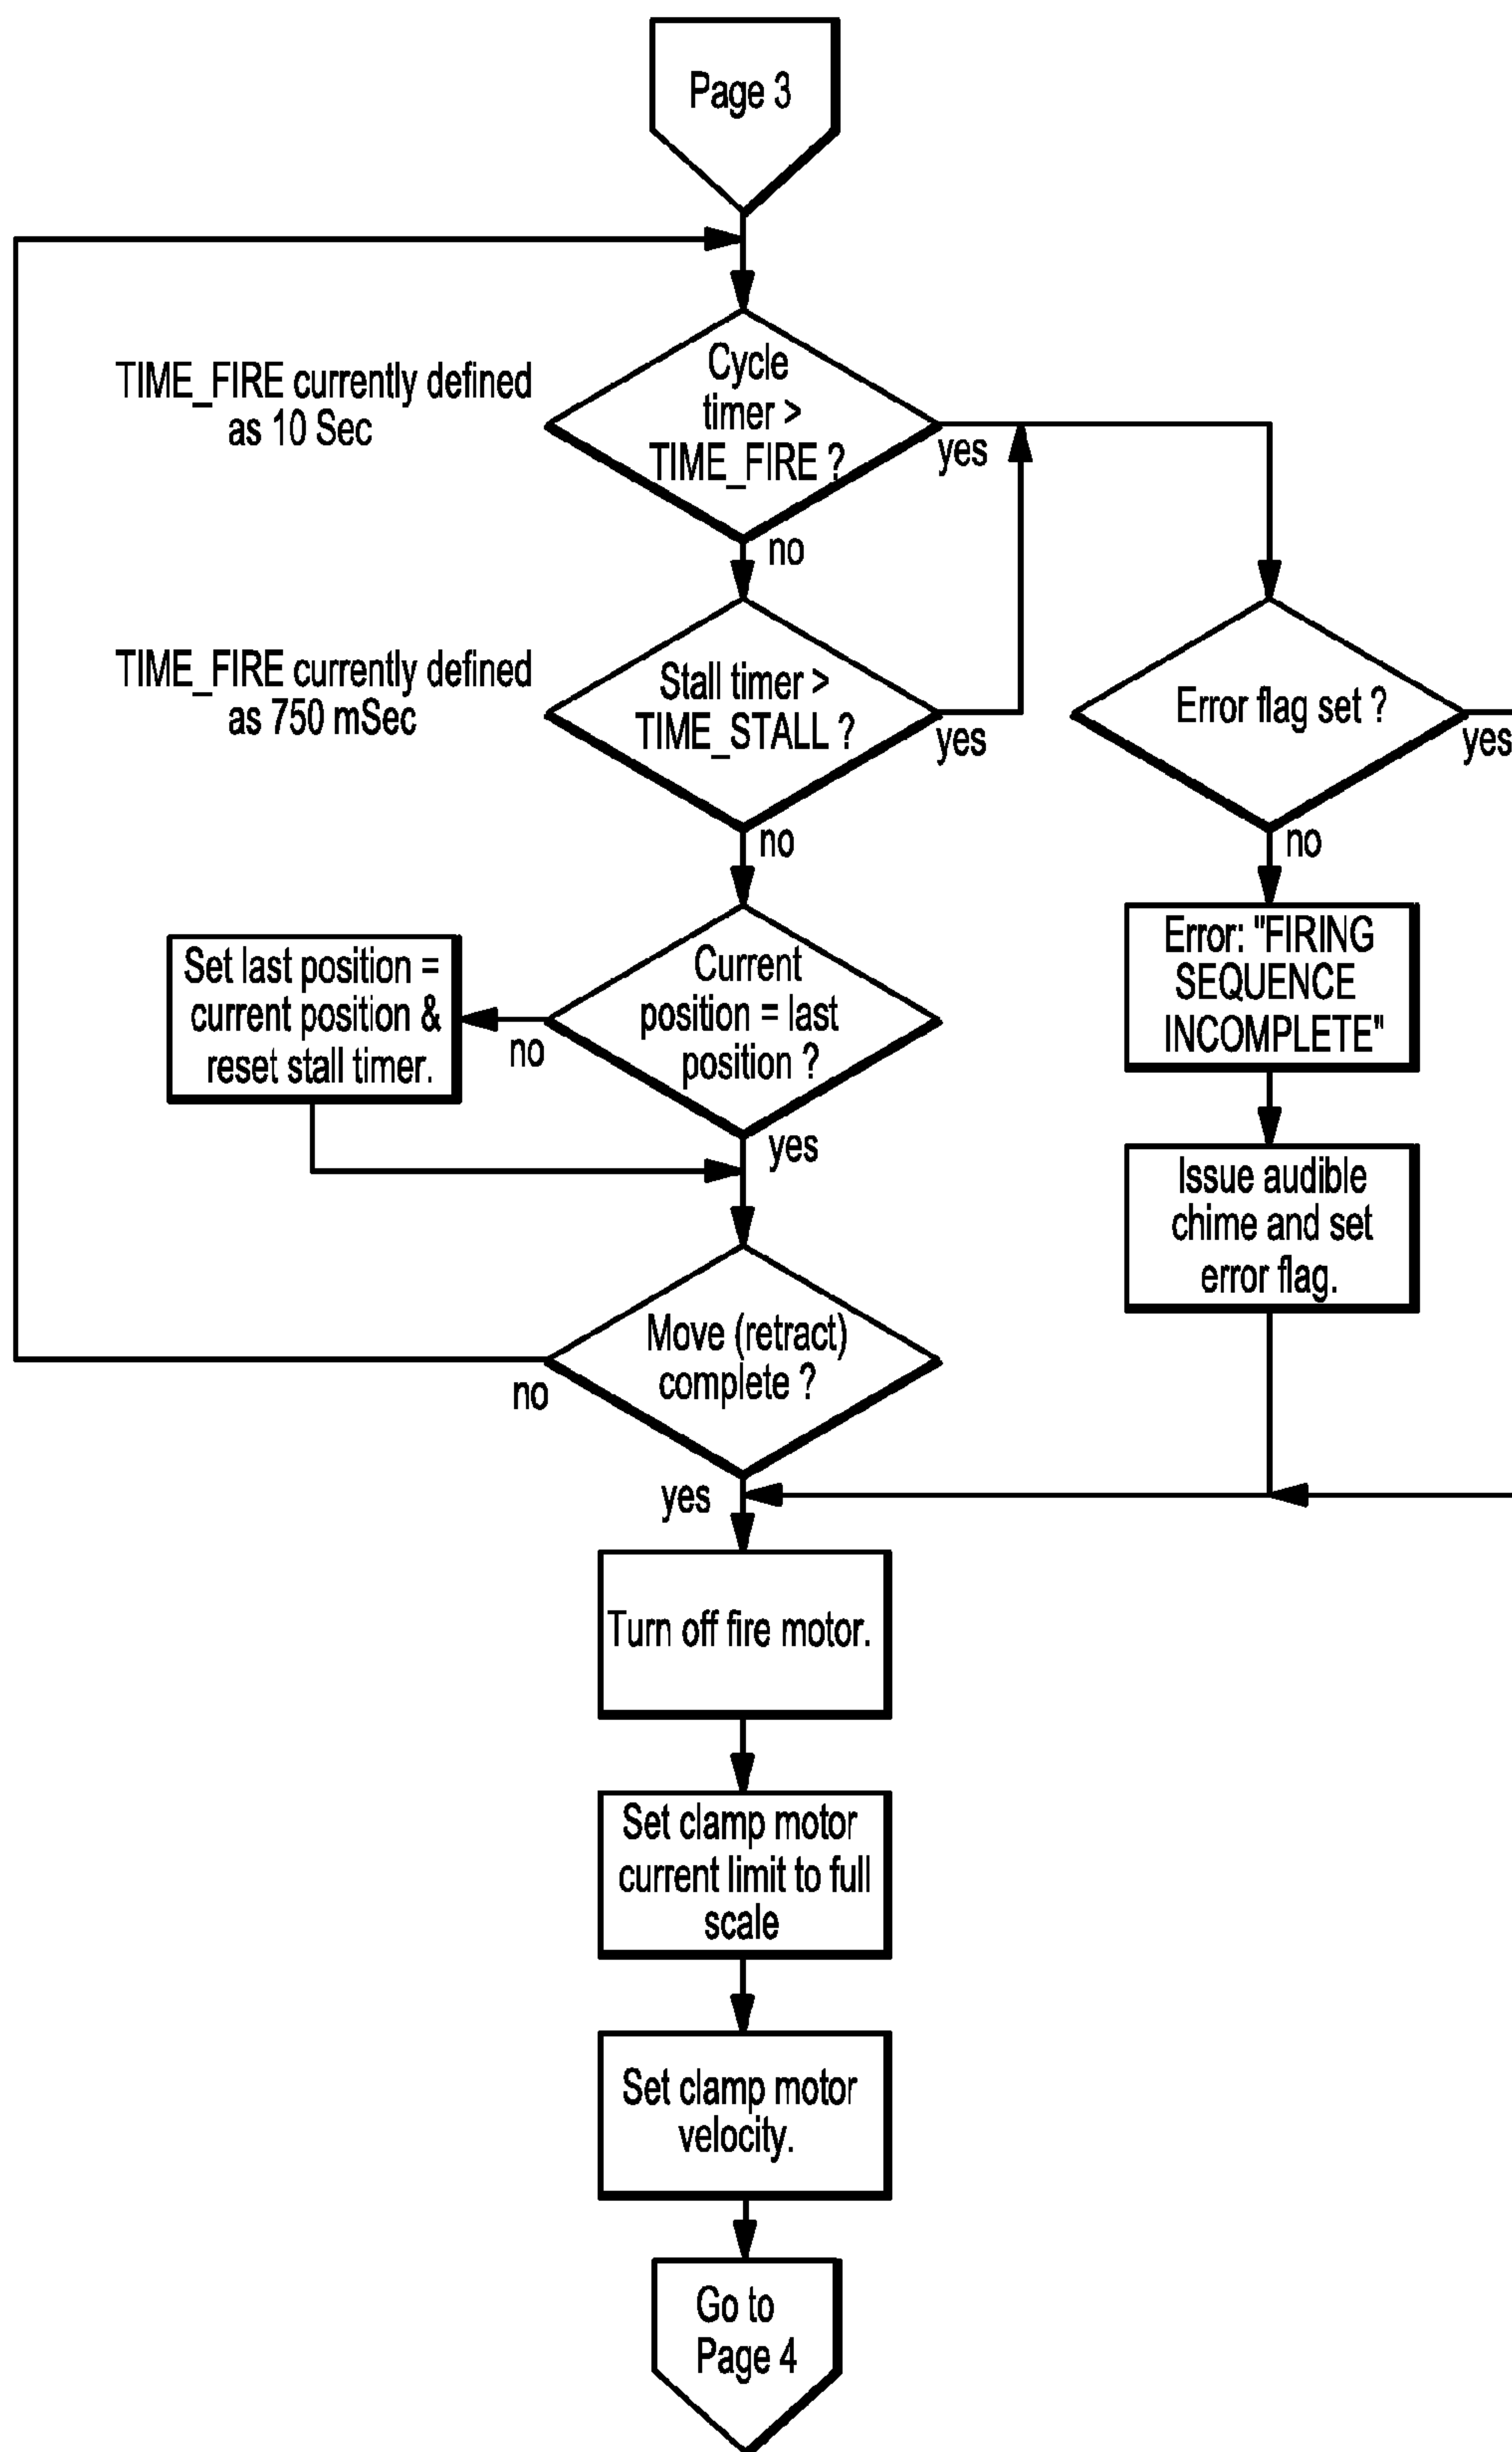 Page 3
TIME_FIRE currently defined
as 10 Sec
Cycle
timer >
TIME_FIRE ?
yes
no
TIME_FIRE currently defined
as 750 mSec
Stall timer >
TIME_STALL ?
yes
no
Error flag set ?
yes
no
Set last position =
current position &
reset stall timer.
no
Current
position = last
position ?
yes
Error: "FIRING
SEQUENCE
INCOMPLETE"
Issue audible
chime and set
error flag.
Move (retract)
complete ?
no
yes
Turn off fire motor.
Set clamp motor
current limit to full
scale
Set clamp motor
velocity.
Go to
Page 4